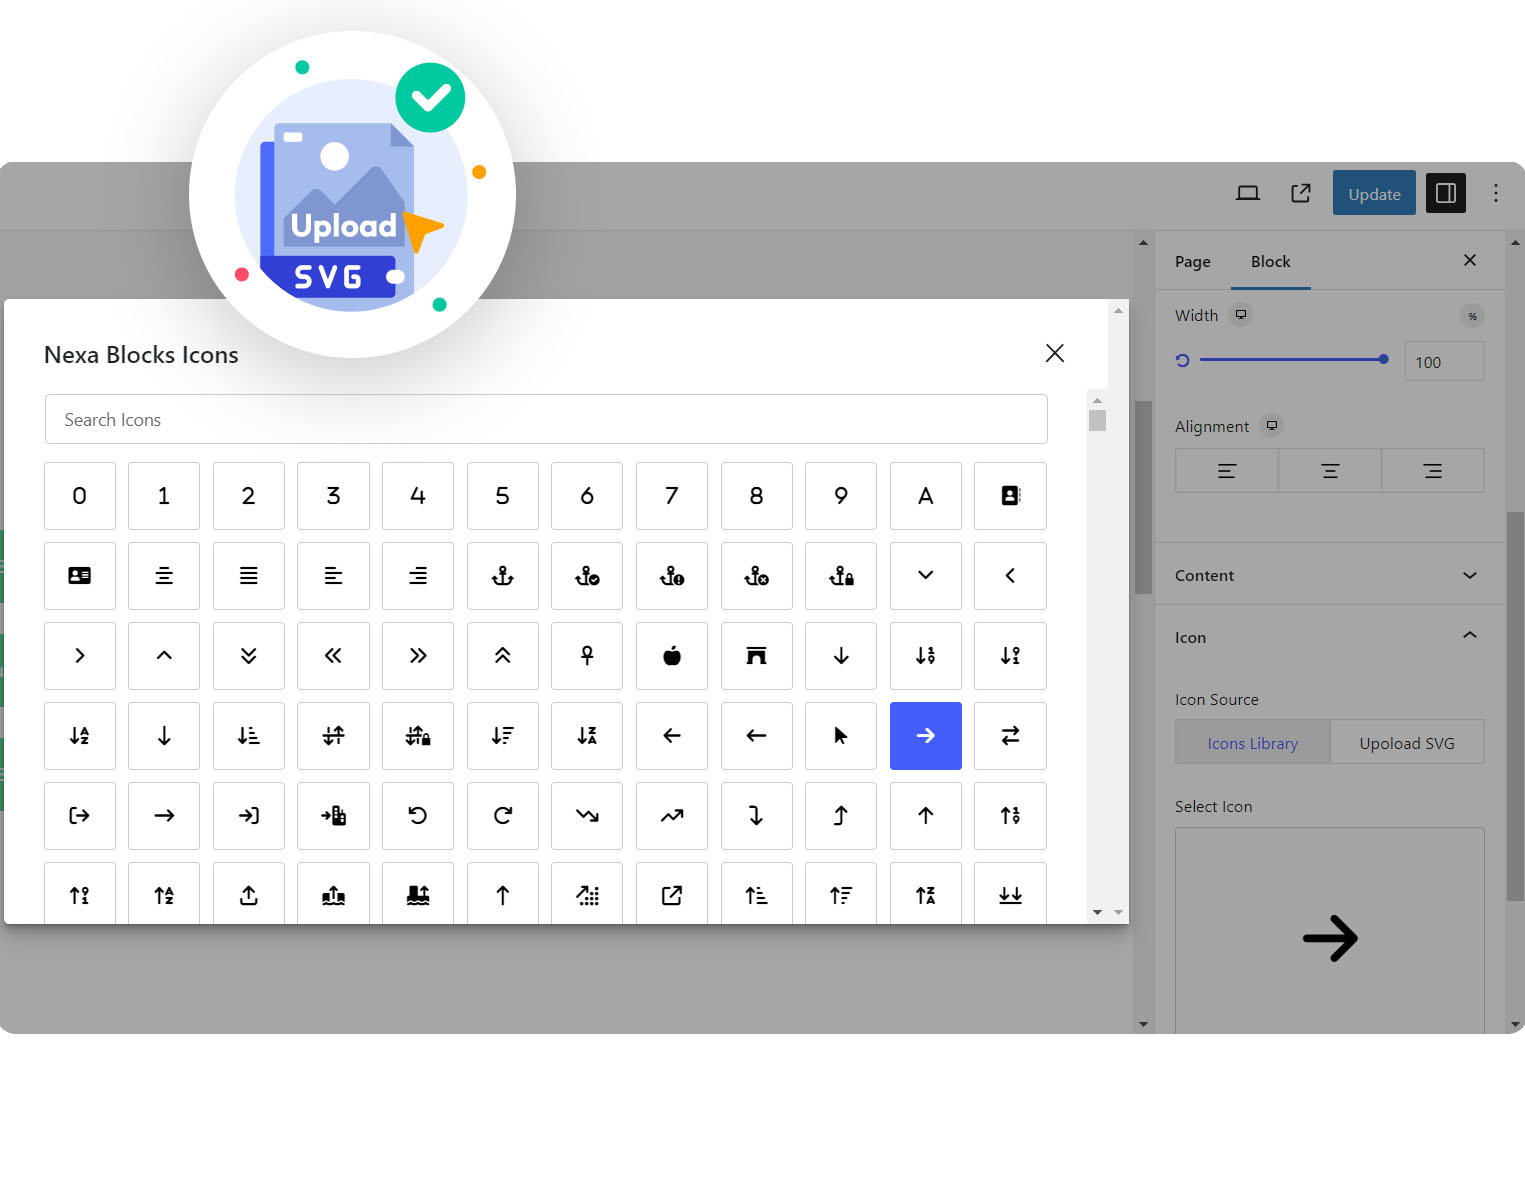 Upload
SVG
Update
Page Block
Width
%
100
Nexa Blocks Icons
Search Icons
Alignment
0 1 2 3 4 5 6 7 8 9 A
Content
Icon
Icon Source
Icons Library Upoload SVG
Select Icon